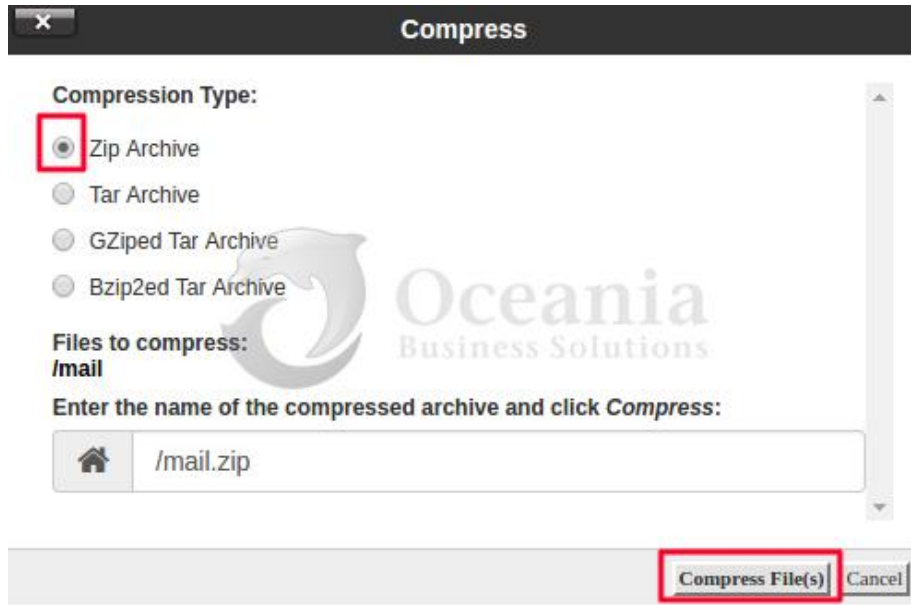 Compress
Compression Type:
Zip Archive
Tar Archive
GZiped Tar Archive
Bzip2ed Tar Archive
Oceania
Business Solutions
Files to compress:
/mail
Enter the name of the compressed archive and click Compress:
/mail.zip
Compress File(s) Cancel